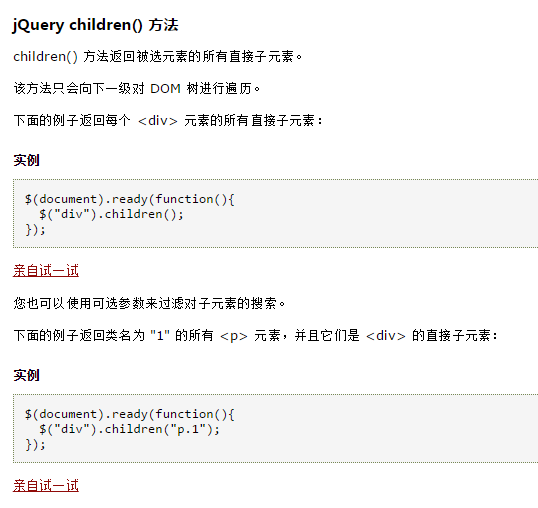 jQuery children() 方法
children() 方法返回被选元素的所有直接子元素。
该方法只会向下一级对 DOM 树进行遍历。
下面的例子返回每个 <div> 元素的所有直接子元素：
实例
$(document).ready(function(){
  $("div").children();
});
亲自试一试
您也可以使用可选参数来过滤对子元素的搜索。
下面的例子返回类名为 "1" 的所有 <p> 元素，并且它们是 <div> 的直接子元素：
实例
$(document).ready(function(){
  $("div").children("p.1");
});
亲自试一试